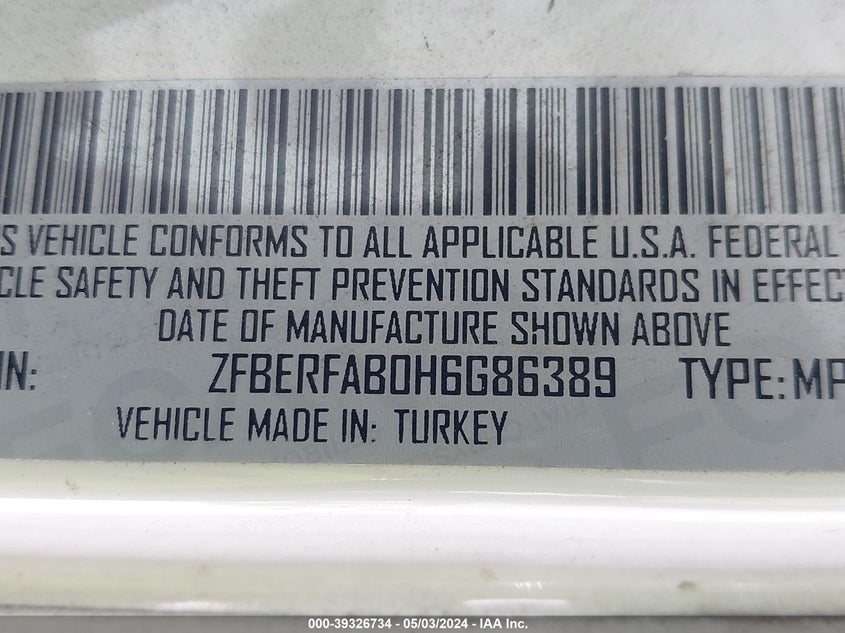 S VEHICLE CONFORMS TO ALL APPLICABLE U.S.A. FEDERAL
CLE SAFETY AND THEFT PREVENTION STANDARDS IN EFFEC
DATE OF MANUFACTURE SHOWN ABOVE
IN: ZFBERFAB0H6G86389 TYPE: MP
VEHICLE MADE IN: TURKEY
000-39326734 - 05/03/2024 - IAA Inc.